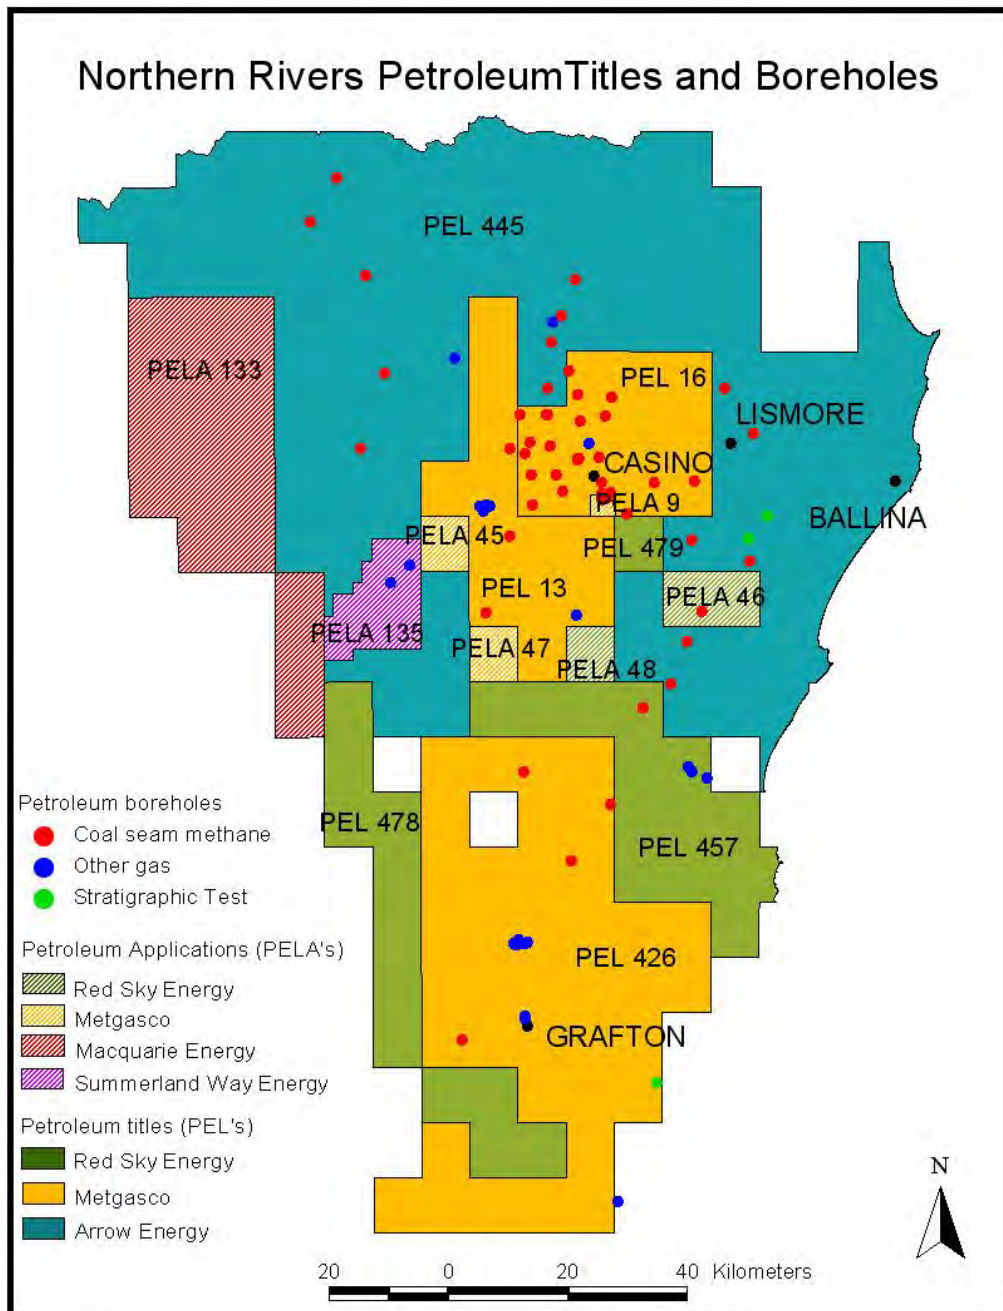 Northern Rivers PetroleumTitles and Boreholes
PEL 445
PELA 133
PEL 16
LISMORE
CASINO
PELA 9
BALLINA
PELA 45
PEL 479
PEL 13
PELA 46
PELA 135
PELA 47
PELA 48
Petroleum boreholes
Coal seam methane
Other gas
Stratigraphic Test
PEL 478
PEL 457
Petroleum Applications (PELA's)
Red Sky Energy
Metgasco
Macquarie Energy
Summerland Way Energy
PEL 426
GRAFTON
Petroleum titles (PEL's)
Red Sky Energy
Metgasco
Arrow Energy
N
20 0 20 40 Kilometers